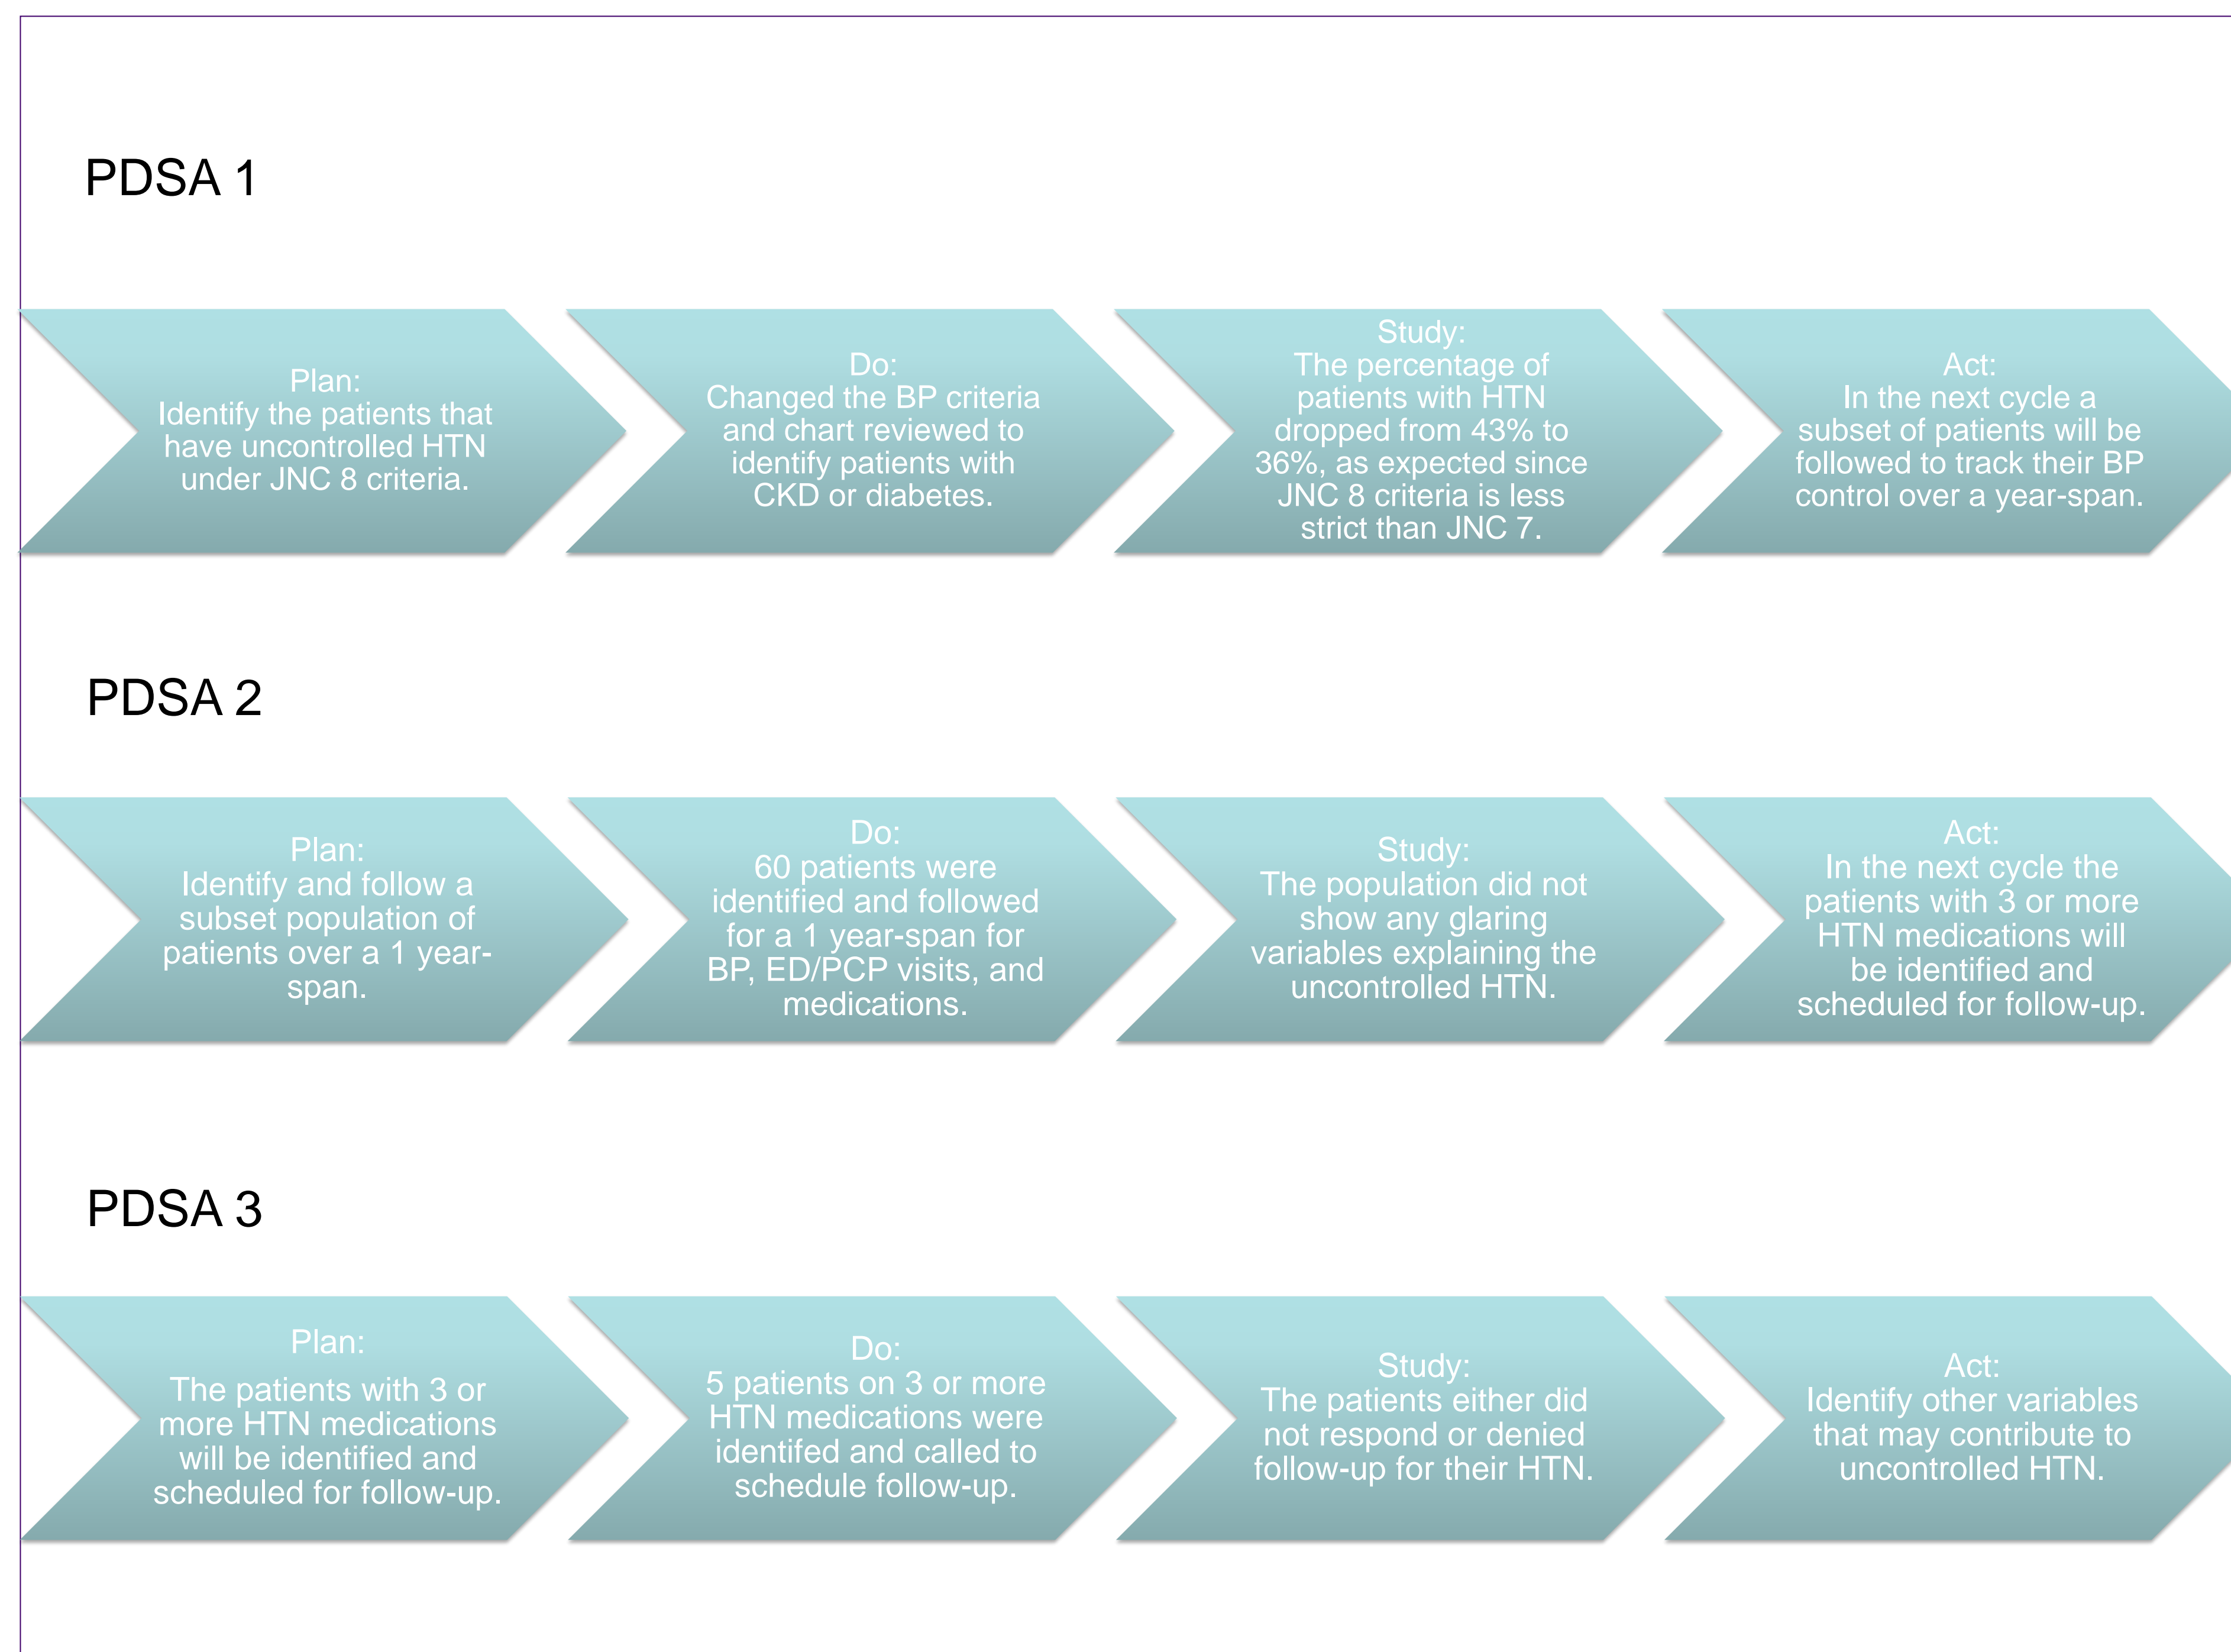 PDSA 1
Plan:
Identify the patients that
have uncontrolled HTN
under JNC 8 criteria.
Do:
Changed the BP criteria
and chart reviewed to
identify patients with
CKD or diabetes.
Study:
The percentage of
patients with HTN
dropped from 43% to
36%, as expected since
JNC 8 criteria is less
strict than JNC 7.
Act:
In the next cycle a
subset of patients will be
followed to track their BP
control over a year-span.
PDSA 2
Plan:
Identify and follow a
subset population of
patients over a 1 year-
span.
Do:
60 patients were
identified and followed
for a 1 year-span for
BP, ED/PCP visits, and
medications.
Study:
The population did not
show any glaring
variables explaining the
uncontrolled HTN.
Act:
In the next cycle the
patients with 3 or more
HTN medications will
be identified and
scheduled for follow-up.
PDSA 3
Plan:
The patients with 3 or
more HTN medications
will be identified and
scheduled for follow-up.
Do:
5 patients on 3 or more
HTN medications were
identifed and called to
schedule follow-up.
Study:
The patients either did
not respond or denied
follow-up for their HTN.
Act:
Identify other variables
that may contribute to
uncontrolled HTN.